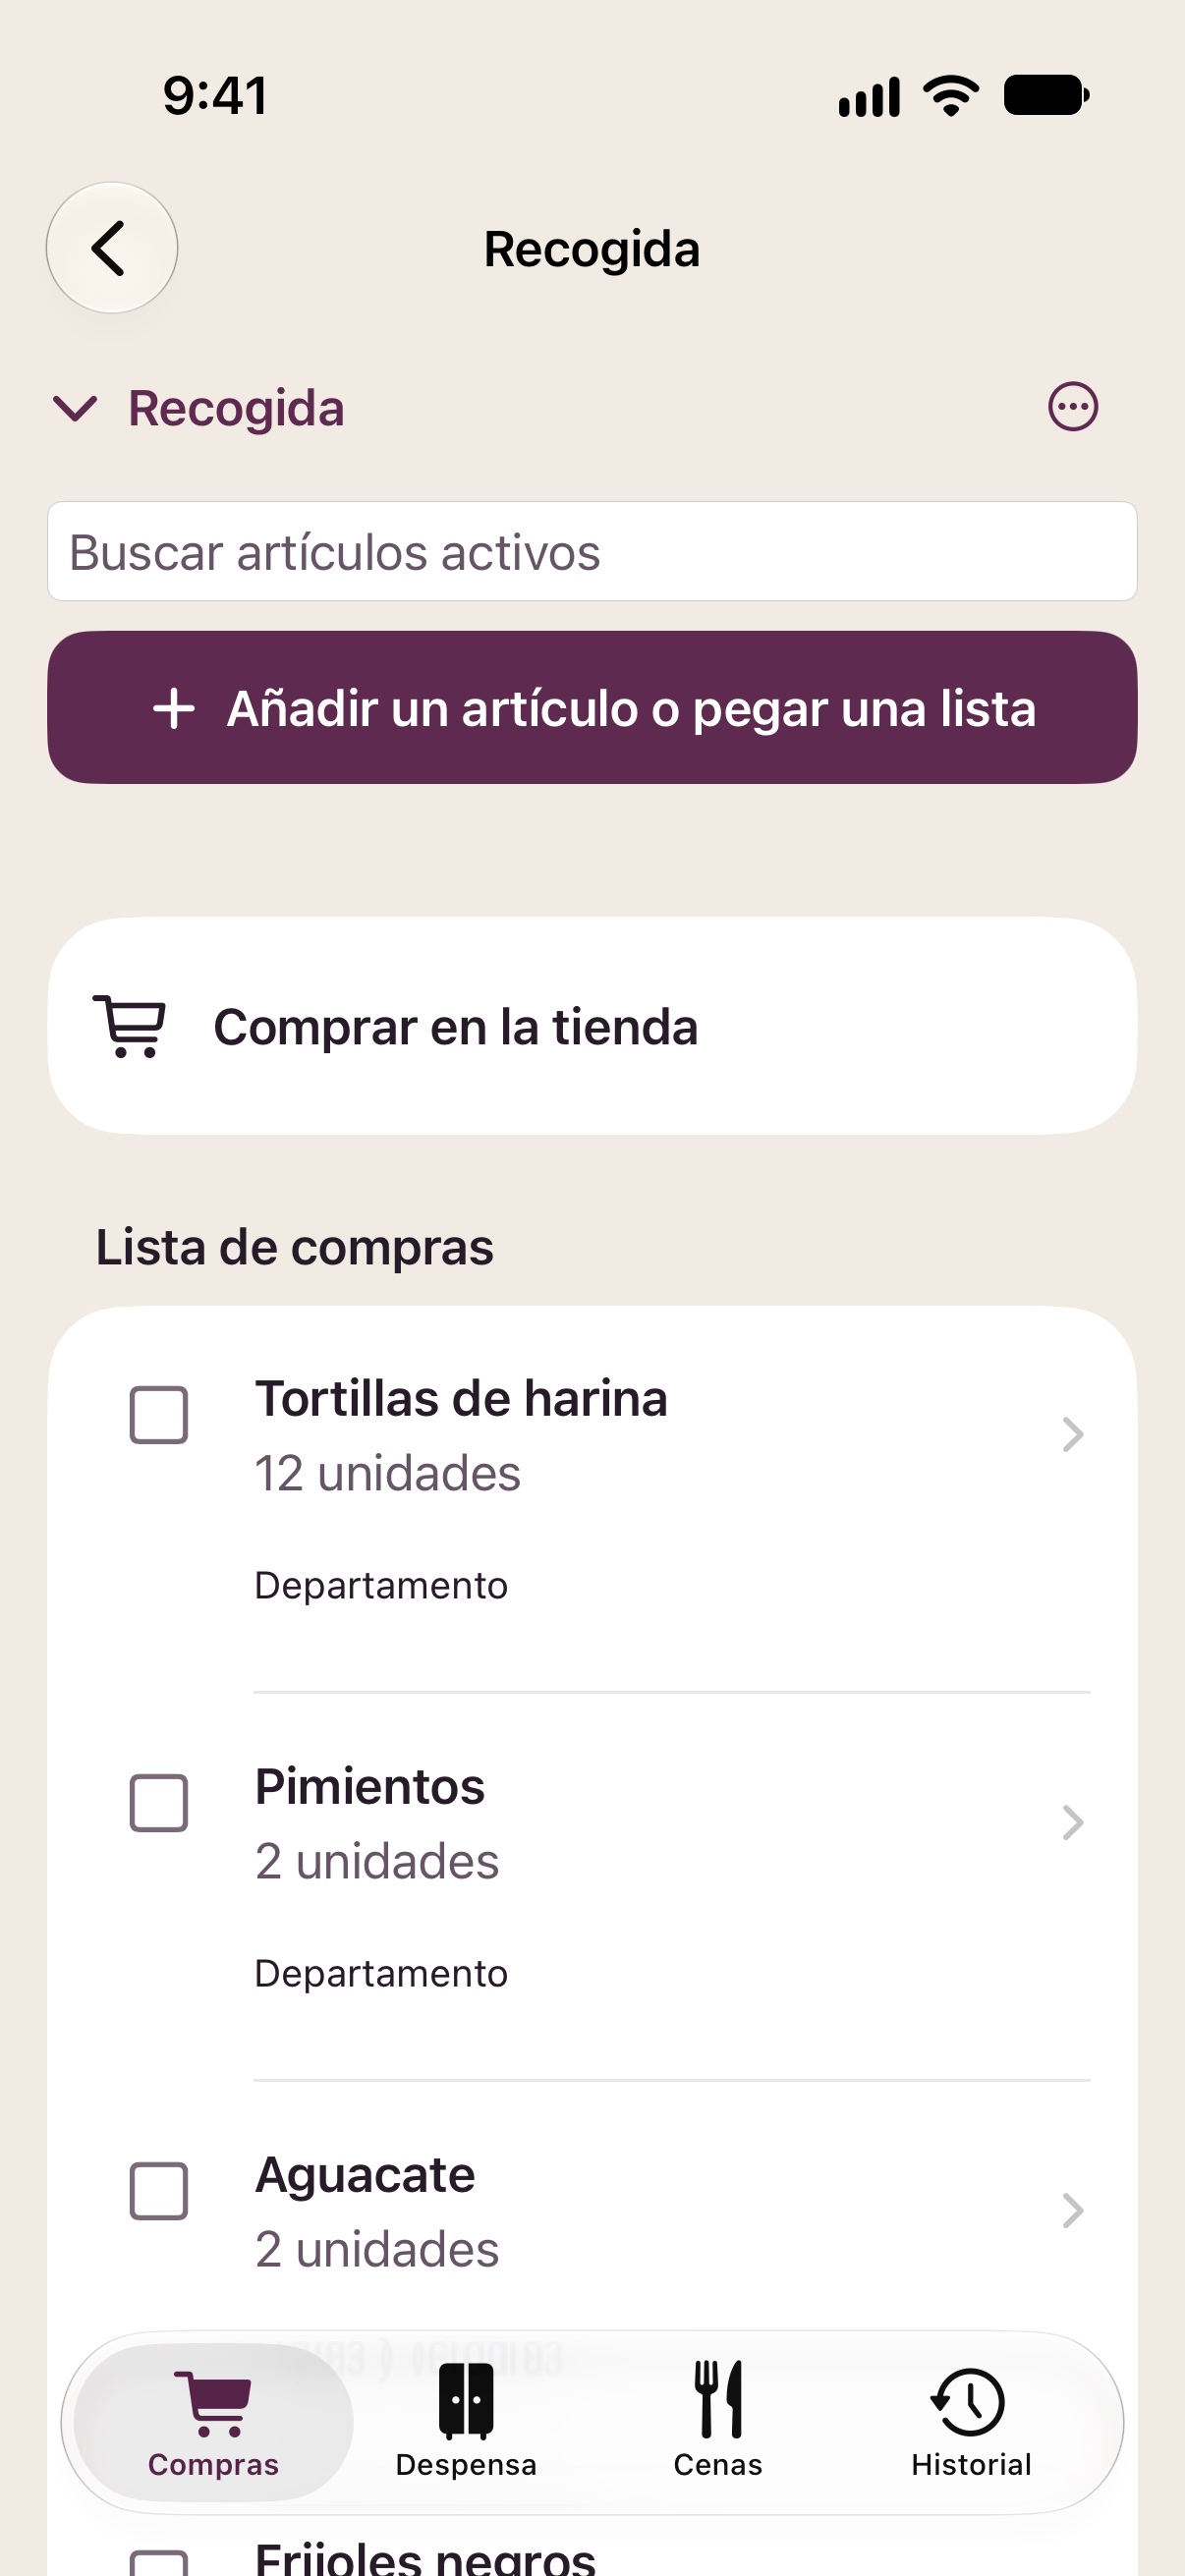 9:41
Recogida
Recogida
Buscar artículos activos
Añadir un artículo o pegar una lista
Comprar en la tienda
Lista de compras
Tortillas de harina
12 unidades
Departamento
Pimientos
2 unidades
Departamento
Aguacate
2 unidades
Compras
Despensa
Cenas
Historial
Frijoles negros